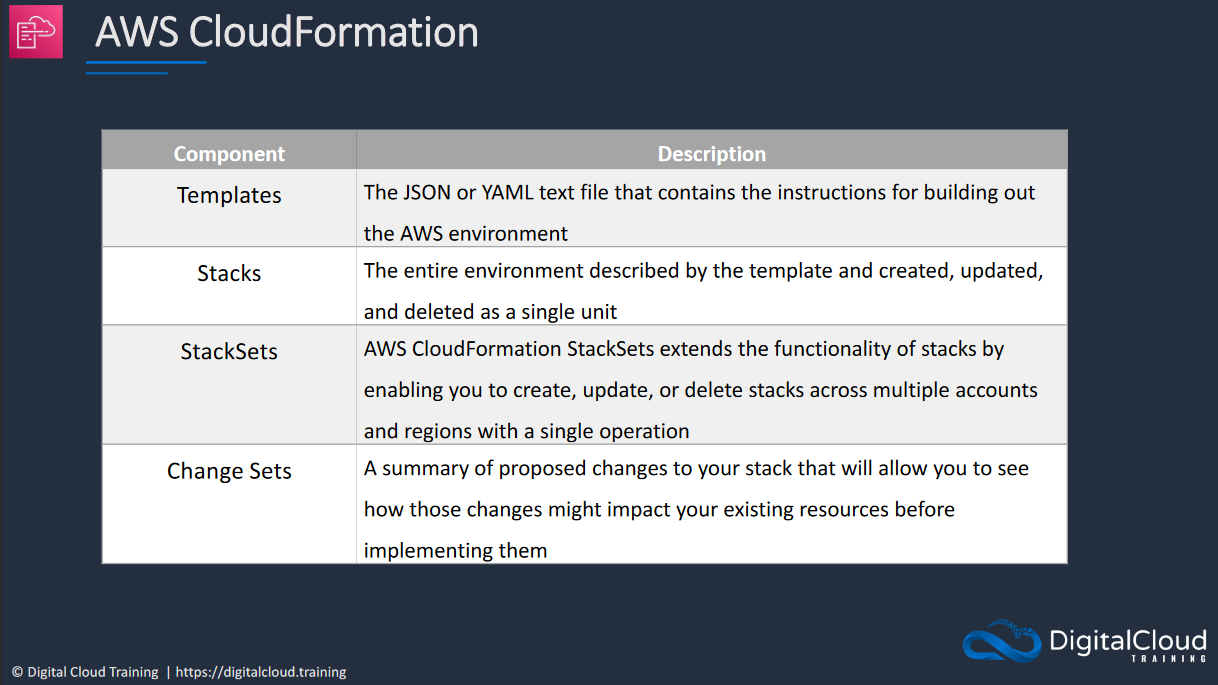 AWS CloudFormation
Component
Description
Templates
The JSON or YAML text file that contains the instructions for building out
the AWS environment
Stacks
The entire environment described by the template and created, updated,
and deleted as a single unit
StackSets
AWS CloudFormation StackSets extends the functionality of stacks by
enabling you to create, update, or delete stacks across multiple accounts
and regions with a single operation
Change Sets
A summary of proposed changes to your stack that will allow you to see
how those changes might impact your existing resources before
implementing them
DigitalCloud
TRAINING
© Digital Cloud Training | https://digitalcloud.training